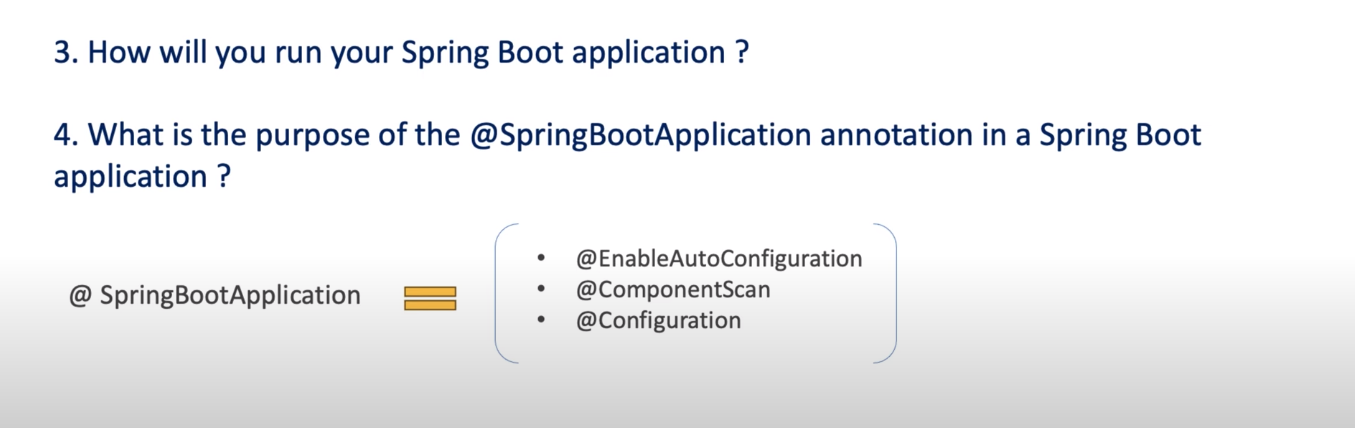 3. How will you run your Spring Boot application ?
4. What is the purpose of the @SpringBootApplication annotation in a Spring Boot
application ?
@ SpringBootApplication
• @EnableAutoConfiguration
• @ComponentScan
• @Configuration